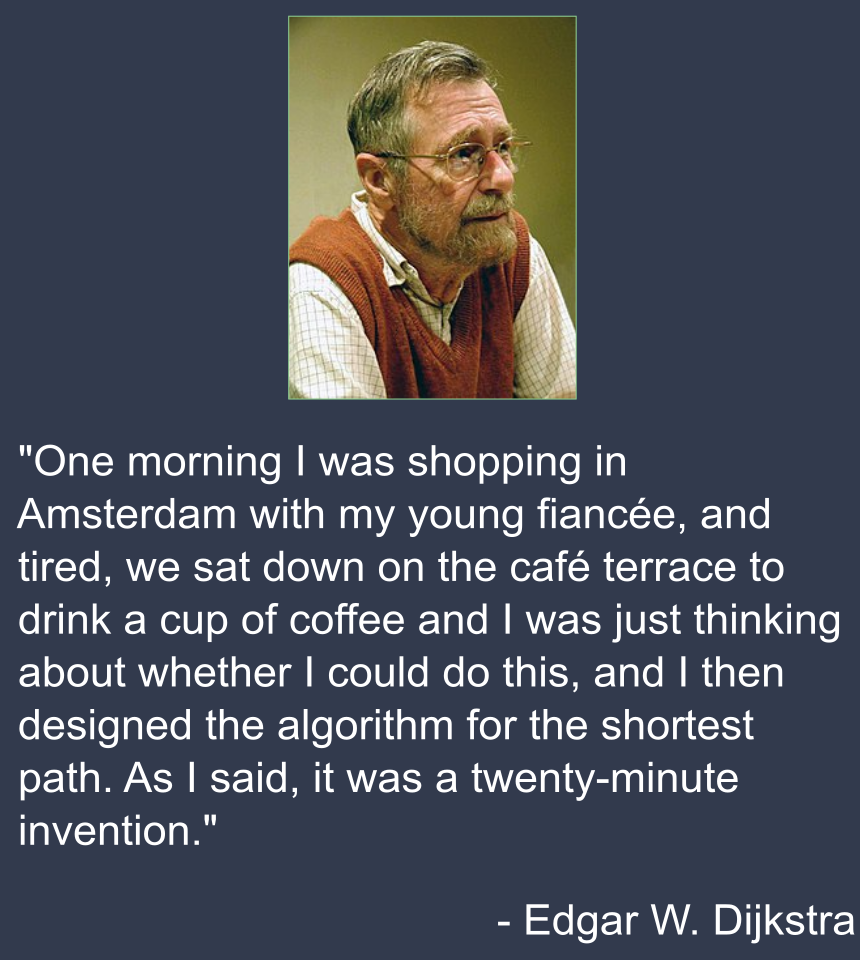 "One morning I was shopping in
Amsterdam with my young fiancée, and
tired, we sat down on the café terrace to
drink a cup of coffee and I was just thinking
about whether I could do this, and I then
designed the algorithm for the shortest
path. As I said, it was a twenty-minute
invention."
- Edgar W. Dijkstra